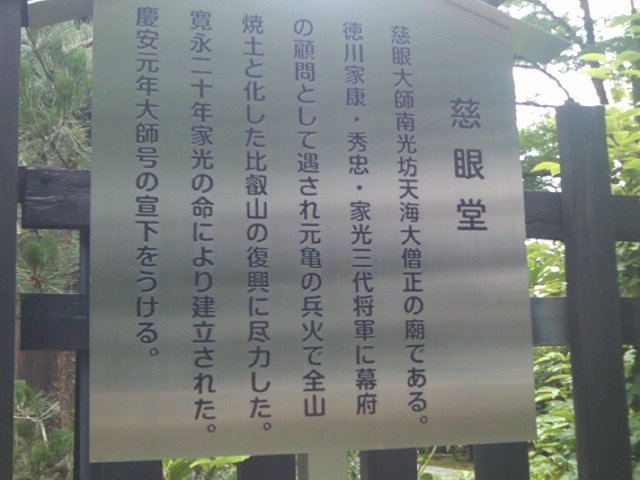 慈眼堂
慈眼大師南光坊天海大僧正の廟である。
徳川家康・秀忠・家光三代将軍に幕府
の顧問として遇され元亀の兵火で全山
焼土と化した比叡山の復興に尽力した。
寛永二十年家光の命により建立された。
慶安元年大師号の宣下をうける。